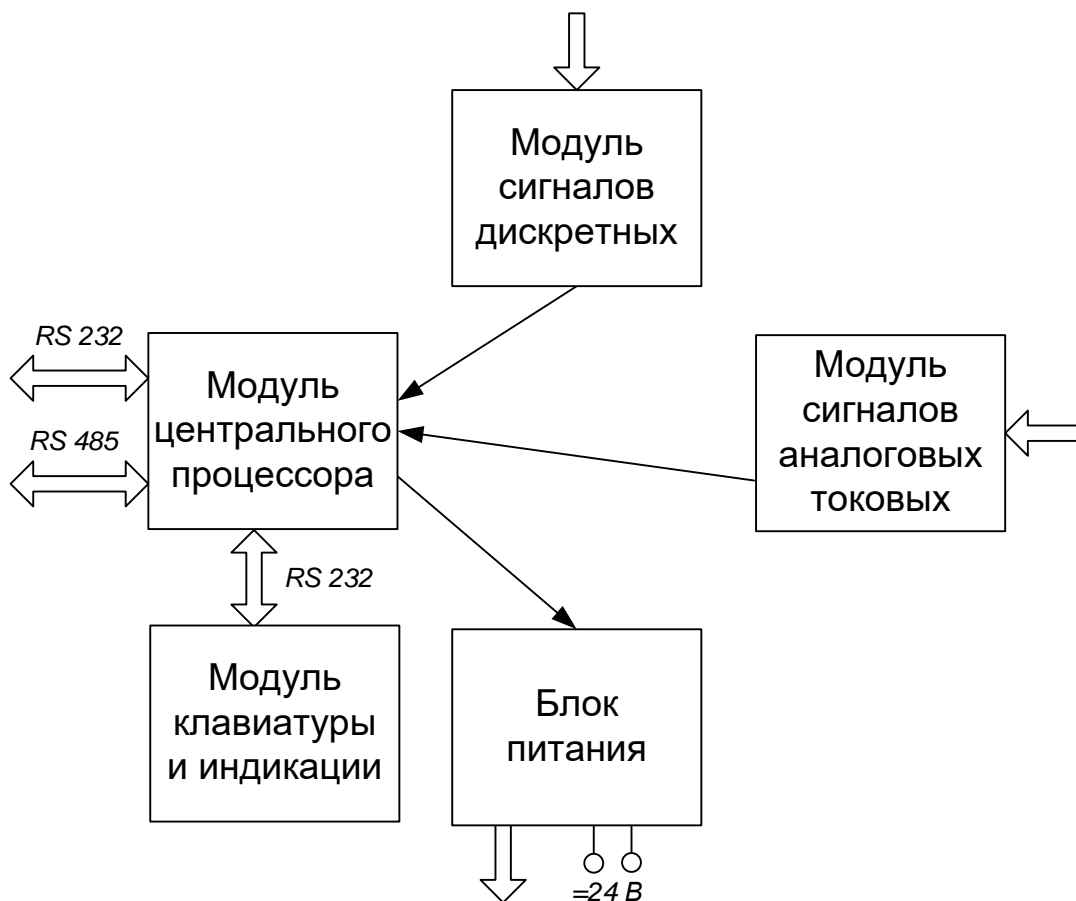 Модуль
сигналов
дискретных
RS 232
Модуль
центрального
процессора
RS 485
Модуль
сигналов
аналоговых
токовых
RS 232
Модуль
клавиатуры
и индикации
Блок
питания
=24 В